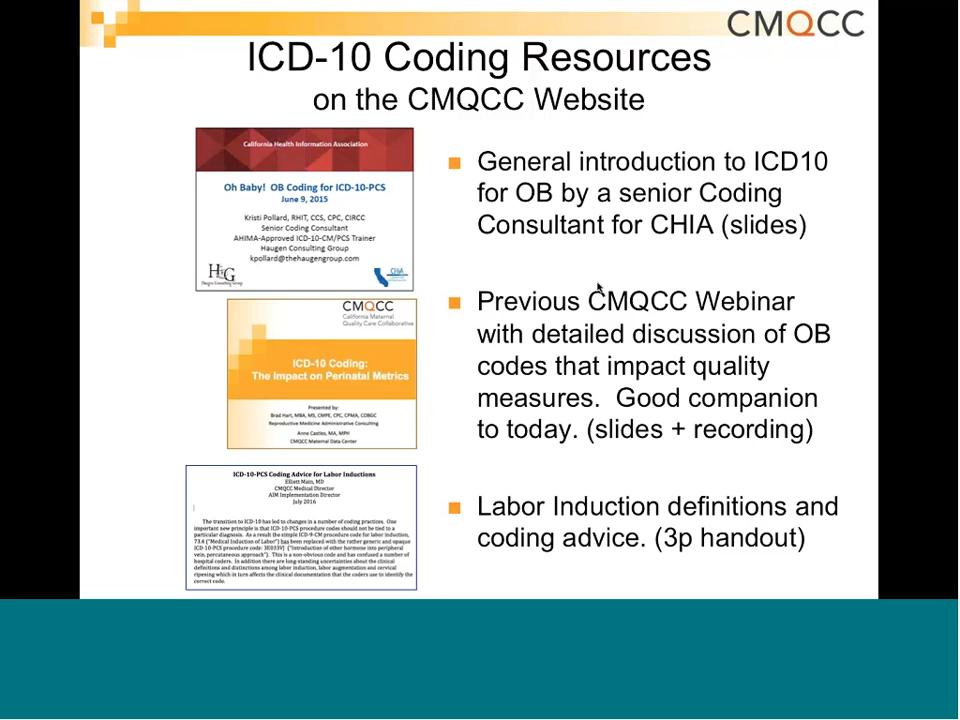 CMQCC
ICD-10 Coding Resources
on the CMQCC Website
California Health Information Association
Oh Baby! OB Coding for ICD-10-PCS
June 9, 2015
Kristi Pollard, RHIT, CCS, CPC, CIRCC
Senior Coding Consultant
AHIMA-Approved ICD-10-CM/PCS Trainer
Haugen Consulting Group
kpollard@thehaugengroup.com
H&G
Haugen Consulting Group
CHIA
General introduction to ICD10
for OB by a senior Coding
Consultant for CHIA (slides)
CMQCC
California Maternal
Quality Care Collaborative
ICD-10 Coding:
The Impact on Perinatal Metrics
Presented by:
Brad Hart, MBA, MS, CMPE, CPC, CPMA, COBGC
Reproductive Medicine Administrative Consulting
Anne Castles, MA, MPH
CMQCC Maternal Data Center
Previous CMQCC Webinar
with detailed discussion of OB
codes that impact quality
measures. Good companion
to today. (slides + recording)
ICD-10-PCS Coding Advice for Labor Inductions
Elliott Main, MD
CMQCC Medical Director
AIM Implementation Director
July 2016
The transition to ICD-10 has led to changes in a number of coding practices. One
important new principle is that ICD-10-PCS procedure codes should not be tied to a
particular diagnosis. As a result the simple ICD-9-CM procedure code for labor induction,
73.4 ("Medical Induction of Labor") has been replaced with the rather generic and opaque
ICD-10-PCS procedure code: 3E033VJ ("Introduction of other hormone into peripheral
vein, percutaneous approach"). This is a non-obvious code and has confused a number of
hospital coders. In addition there are long-standing uncertainties about the clinical
definitions and distinctions among labor induction, labor augmentation and cervical
ripening which in turn affects the clinical documentation that the coders use to identify the
correct code.
Labor Induction definitions and
coding advice. (3p handout)